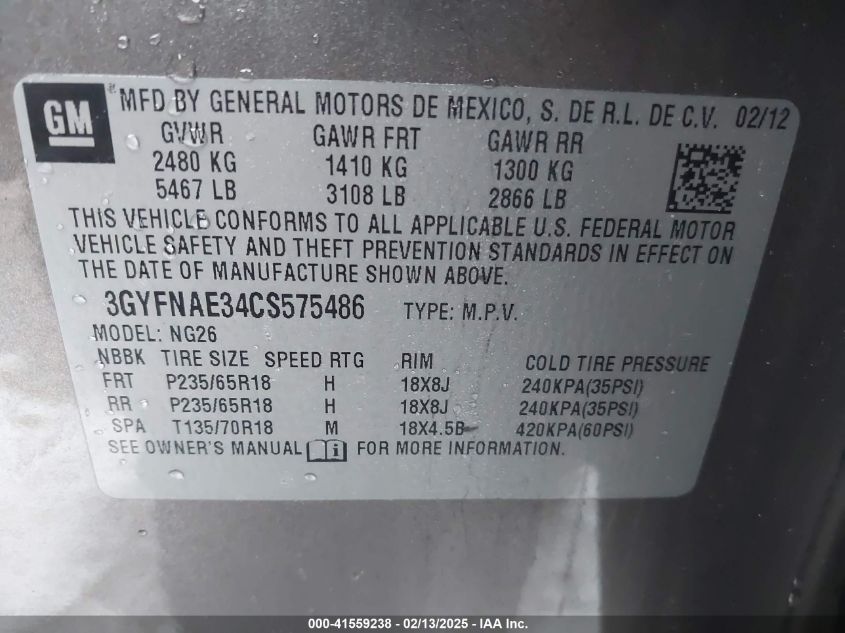 GM MFD BY GENERAL MOTORS DE MEXICO, S. DE R.L. DE C.V. 02/12
GVWR GAWR FRT GAWR RR
2480 KG 1410 KG 1300 KG
5467 LB 3108 LB 2866 LB
THIS VEHICLE CONFORMS TO ALL APPLICABLE U.S. FEDERAL MOTOR
VEHICLE SAFETY AND THEFT PREVENTION STANDARDS IN EFFECT ON
THE DATE OF MANUFACTURE SHOWN ABOVE.
3GYFNAE34CS575486 TYPE: M.P.V.
MODEL: NG26
NBBK TIRE SIZE SPEED RTG RIM COLD TIRE PRESSURE
FRT P235/65R18 H 18X8J 240KPA(35PSI)
RR P235/65R18 H 18X8J 240KPA(35PSI)
SPA T135/70R18 M 18X4.5B 420KPA(60PSI)
SEE OWNER'S MANUAL i FOR MORE INFORMATION.
000-41559238 - 02/13/2025 - IAA Inc.